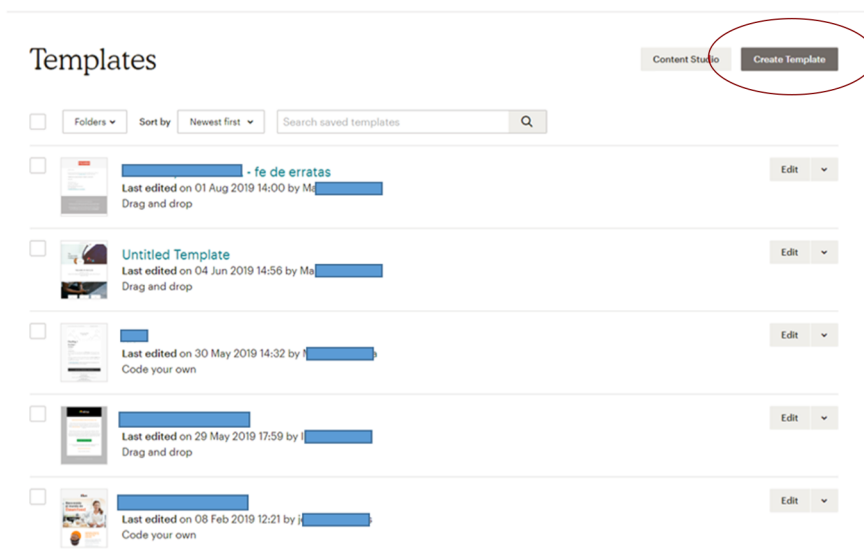 Templates
Content Studio
Create Template
Folders
Sort by
Newest first
Search saved templates
- fe de erratas
Last edited on 01 Aug 2019 14:00 by Ma
Drag and drop
Edit
Untitled Template
Last edited on 04 Jun 2019 14:56 by Ma
Drag and drop
Edit
Last edited on 30 May 2019 14:32 by
Code your own
Edit
Last edited on 29 May 2019 17:59 by
Drag and drop
Edit
Last edited on 08 Feb 2019 12:21 by
Code your own
Edit